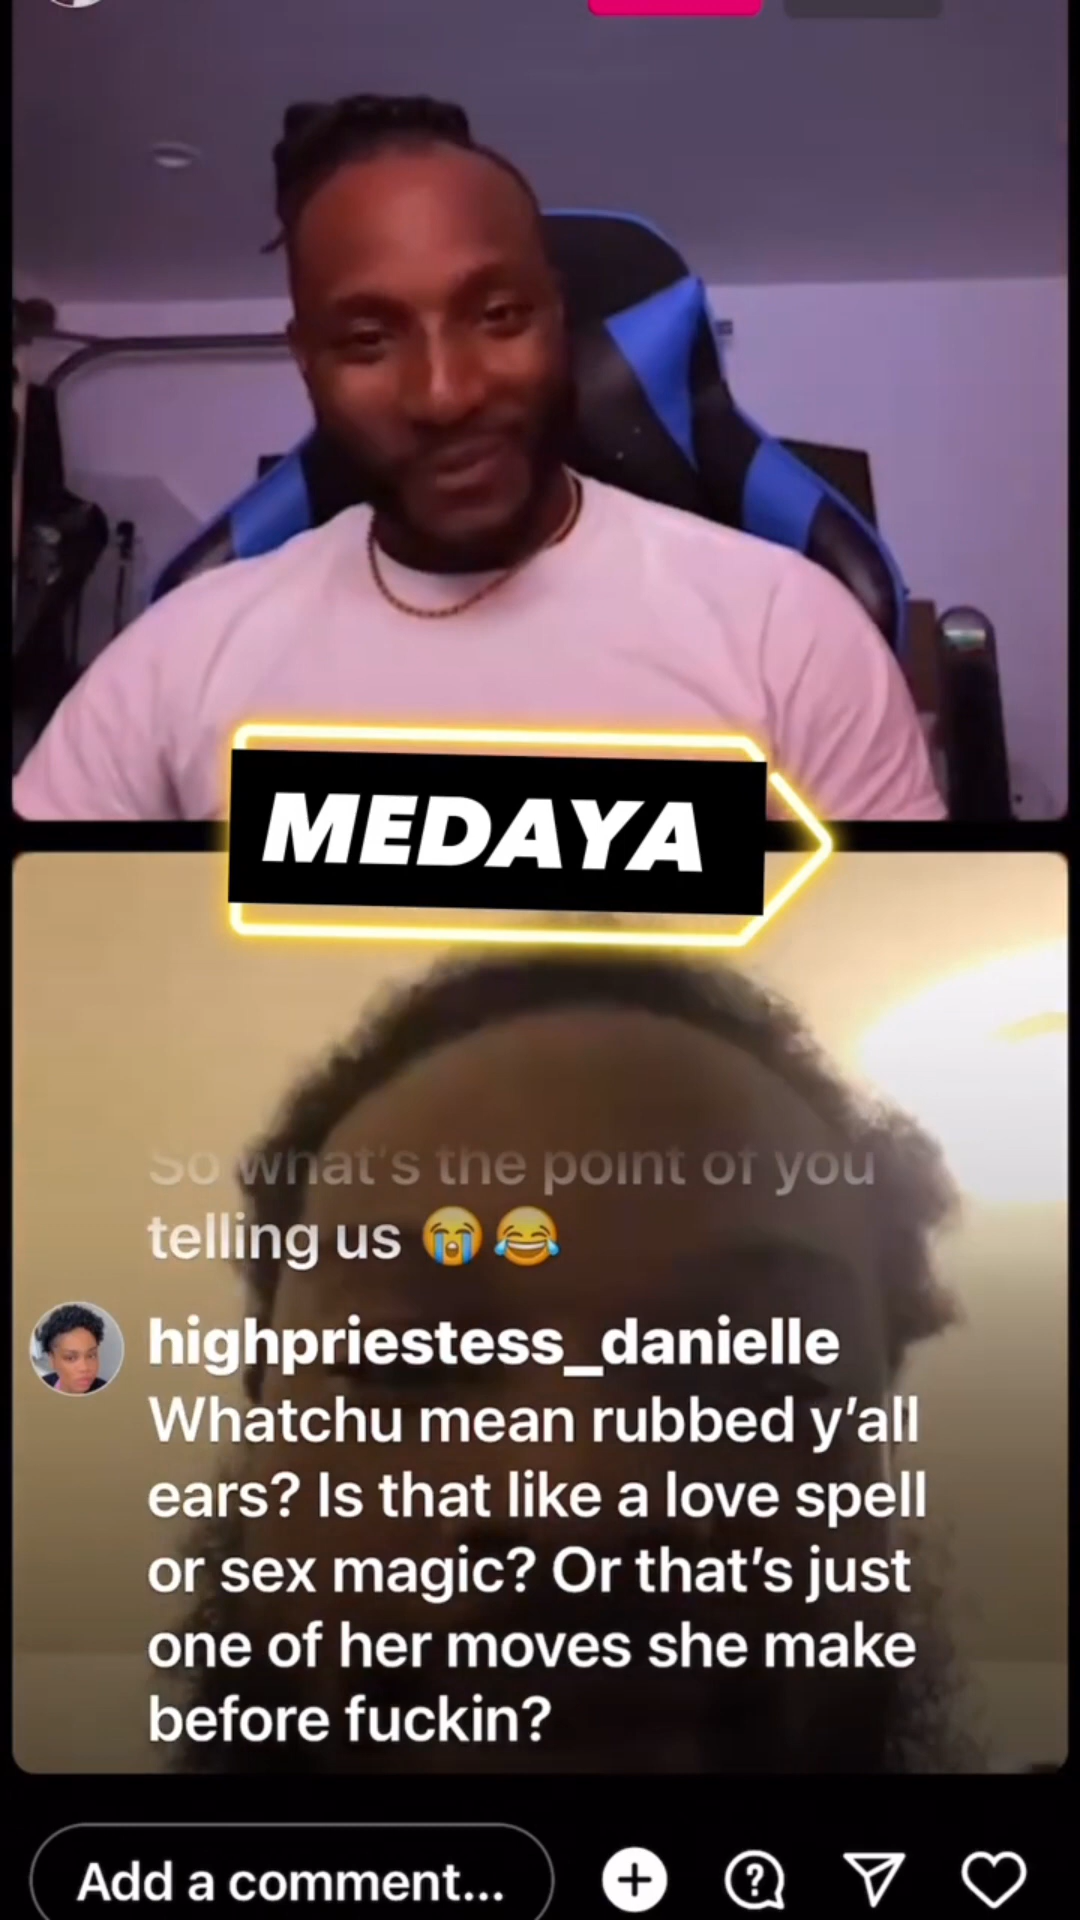 MEDAYA
So what's the point of you
telling us 😭😂
highpriestess_danielle
Whatchu mean rubbed y'all
ears? Is that like a love spell
or sex magic? Or that's just
one of her moves she make
before fuckin?
Add a comment...